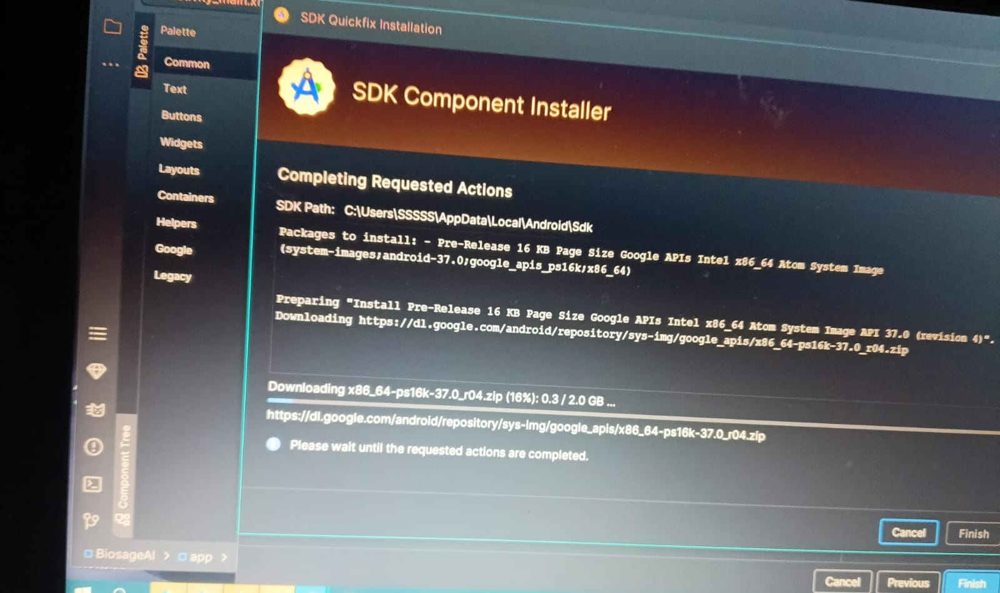 SDK Quickfix Installation
Palette
Palette
Common
Text
Buttons
Widgets
Layouts
Containers
Helpers
Google
Legacy
Component Tree
SDK Component Installer
Completing Requested Actions
SDK Path: C:\Users\SSSSS\AppData\Local\Android\Sdk
Packages to install: - Pre-Release 16 KB Page Size Google APIs Intel x86_64 Atom System Image
(system-images;android-37.0;google_apis_ps16k;x86_64)
Preparing "Install Pre-Release 16 KB Page Size Google APIs Intel x86_64 Atom System Image API 37.0 (revision 4)".
Downloading https://dl.google.com/android/repository/sys-img/google_apis/x86_64-ps16k-37.0_r04.zip
Downloading x86_64-ps16k-37.0_r04.zip (16%): 0.3 / 2.0 GB ...
https://dl.google.com/android/repository/sys-img/google_apis/x86_64-ps16k-37.0_r04.zip
Please wait until the requested actions are completed.
Cancel Finish
BiosageAI > app >
Cancel Previous Finish